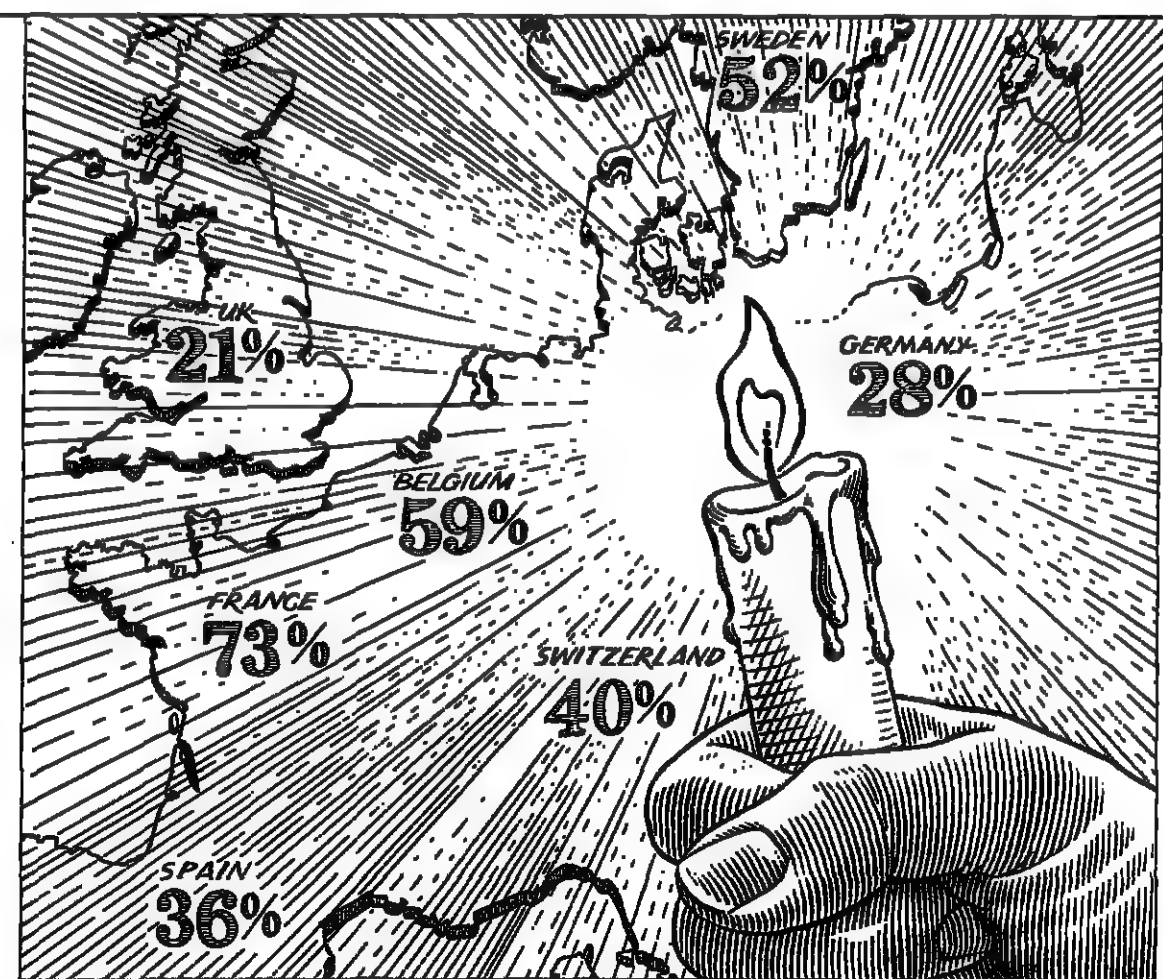 SWEDEN
52%
UK
21%
GERMANY
28%
BELGIUM
59%
FRANCE
73%
SWITZERLAND
40%
SPAIN
36%